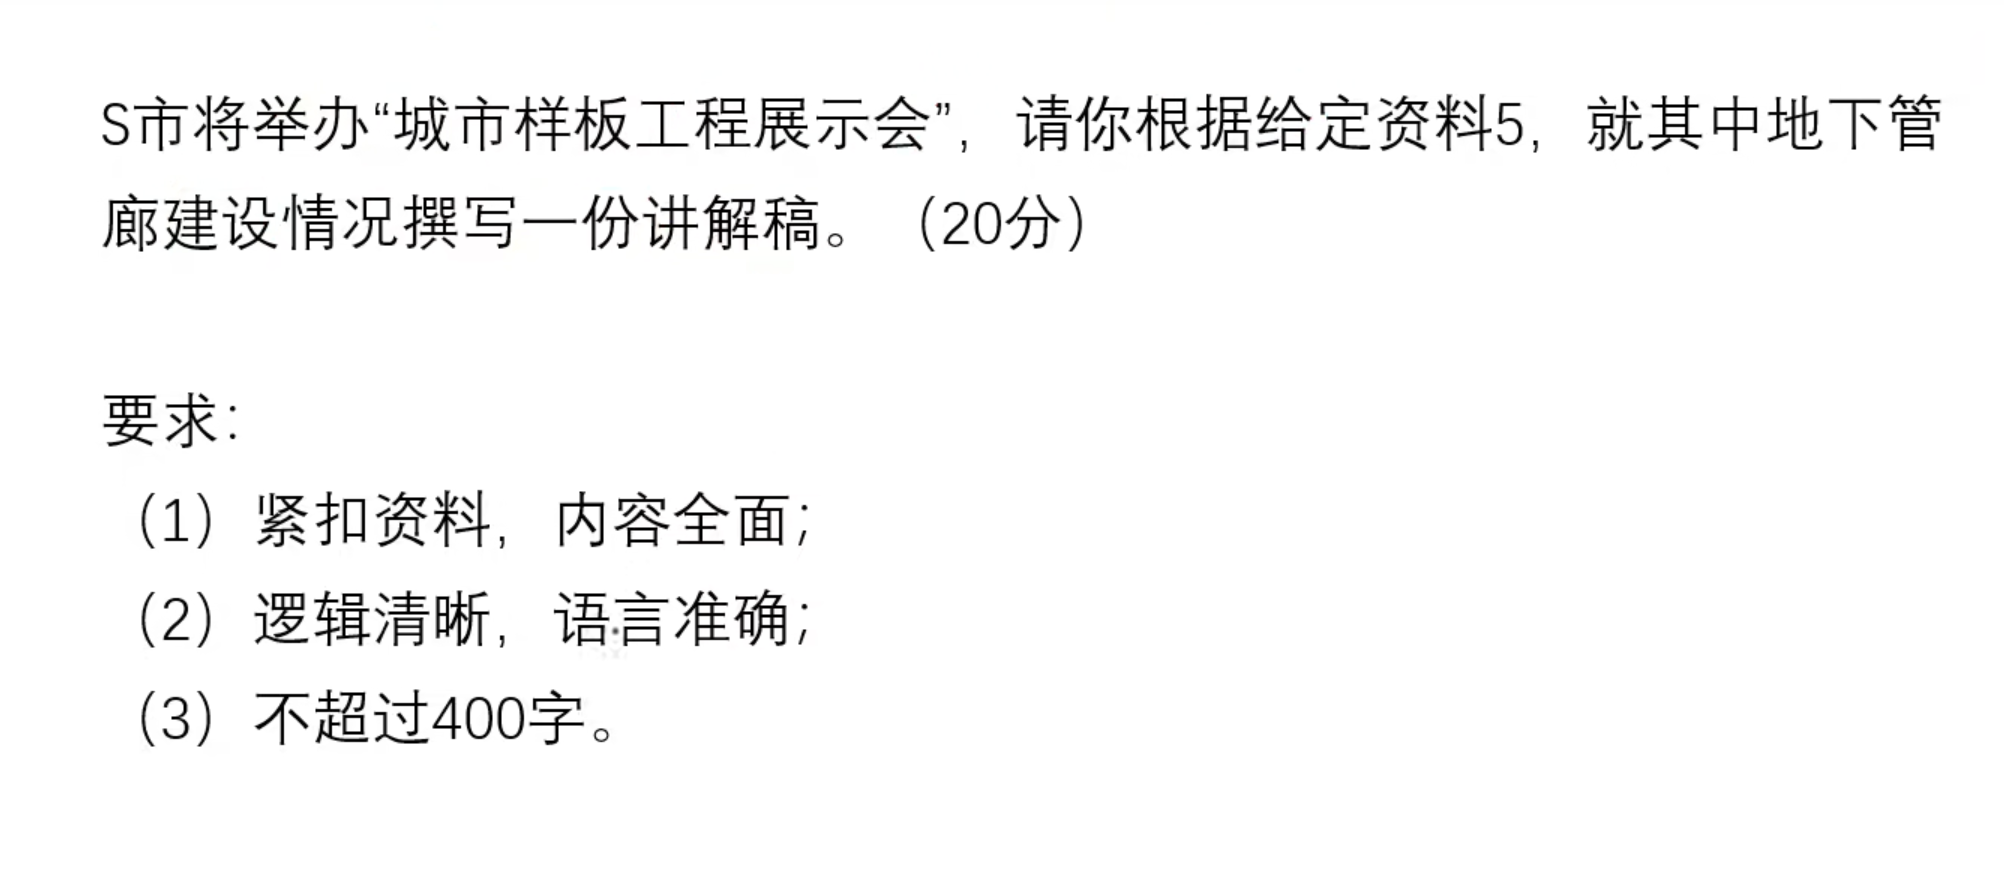 S市将举办“城市样板工程展示会”，请你根据给定资料5，就其中地下管
廊建设情况撰写一份讲解稿。（20分）
要求：
（1）紧扣资料，内容全面；
（2）逻辑清晰，语言准确；
（3）不超过400字。